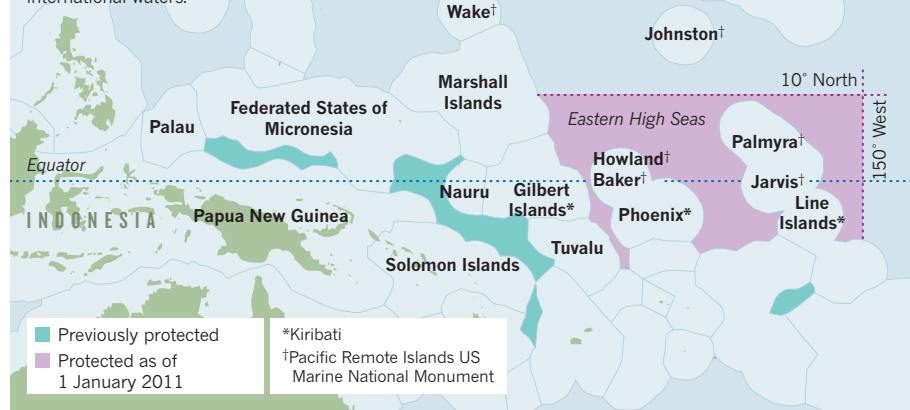 international waters.
Wake†
Johnston†
Marshall
Islands
10° North
150° West
Federated States of
Micronesia
Palau
Eastern High Seas
Palmyra†
Equator
Howland†
Baker†
Jarvis†
Nauru
Gilbert
Islands*
Line
Islands*
INDONESIA
Papua New Guinea
Phoenix*
Tuvalu
Solomon Islands
Previously protected
Protected as of
1 January 2011
*Kiribati
†Pacific Remote Islands US
Marine National Monument